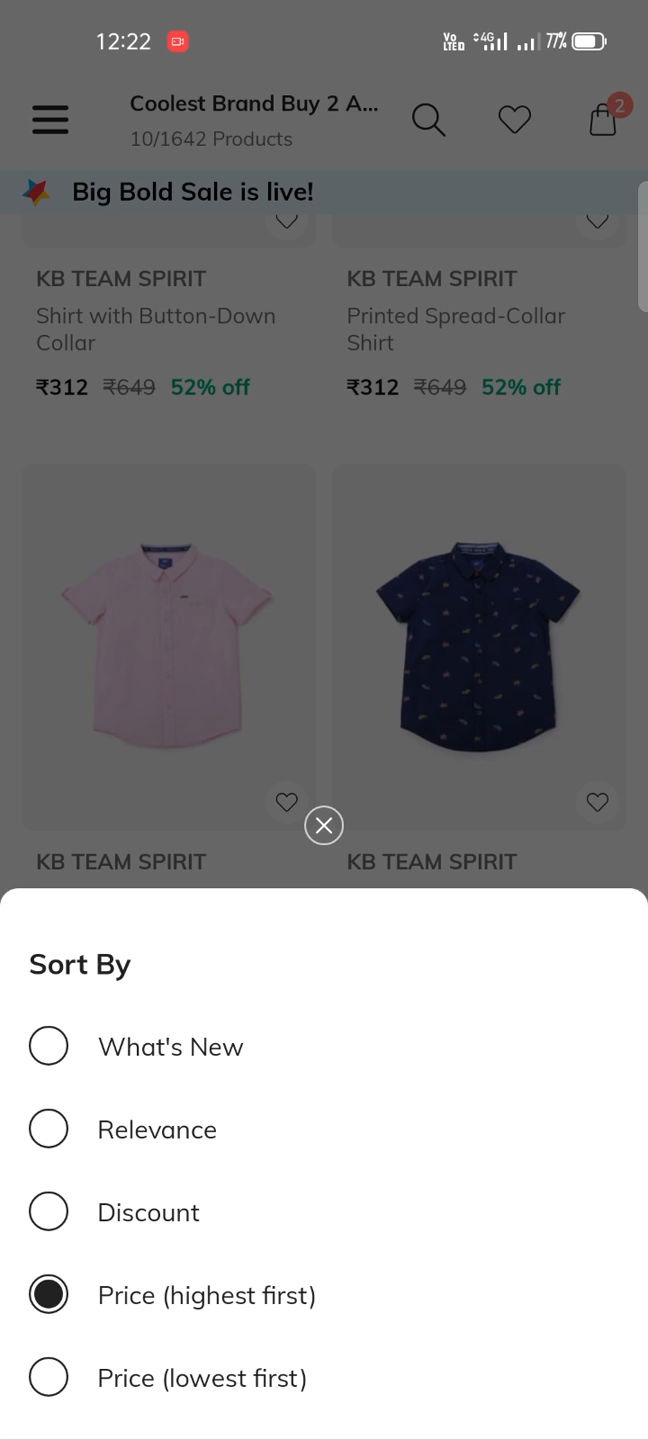 12:22
Vo LTED 4G 77%
Coolest Brand Buy 2 A...
10/1642 Products
2
Big Bold Sale is live!
KB TEAM SPIRIT
Shirt with Button-Down
Collar
₹312 ₹649 52% off
KB TEAM SPIRIT
Printed Spread-Collar
Shirt
₹312 ₹649 52% off
KB TEAM SPIRIT
KB TEAM SPIRIT
Sort By
What's New
Relevance
Discount
Price (highest first)
Price (lowest first)